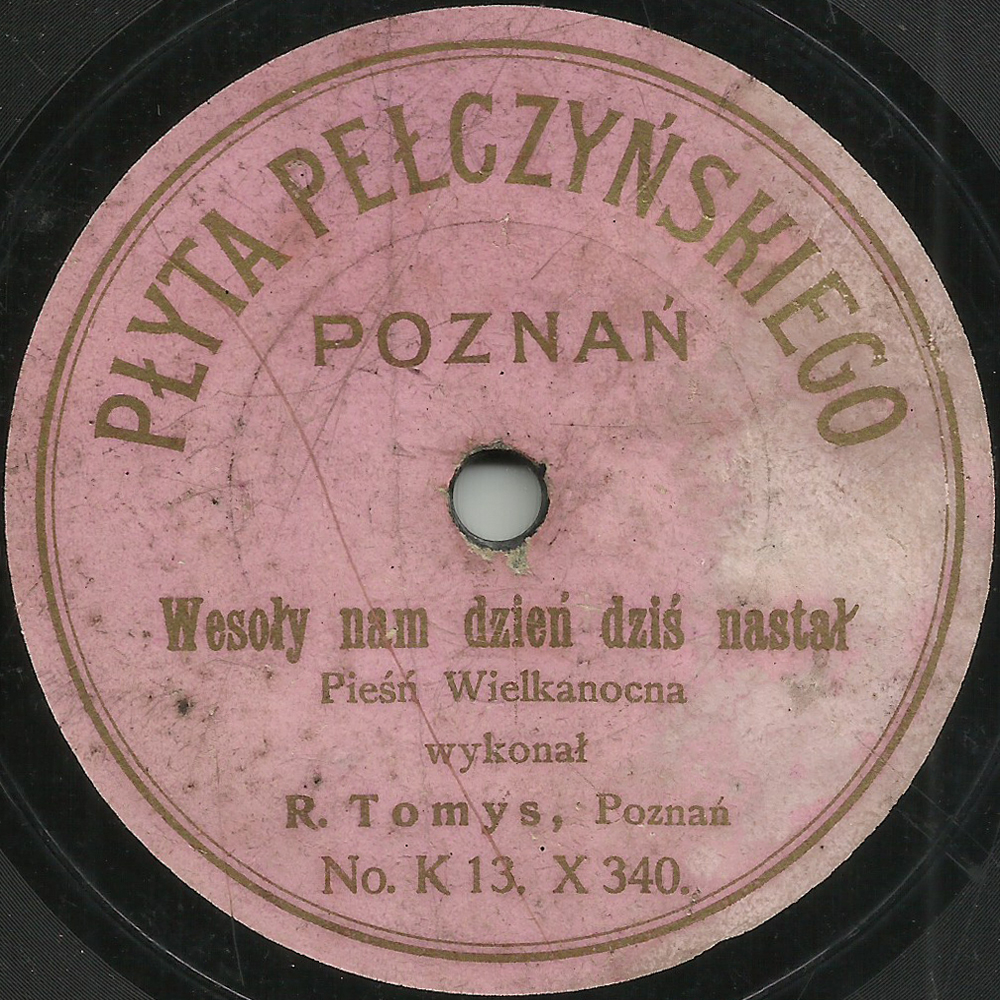 PŁYTA PEŁCZYŃSKIEGO
POZNAŃ
Wesoły nam dzień dziś nastał
Pieśń Wielkanocna
wykonał
R. Tomys, Poznań
No. K 13. X 340.